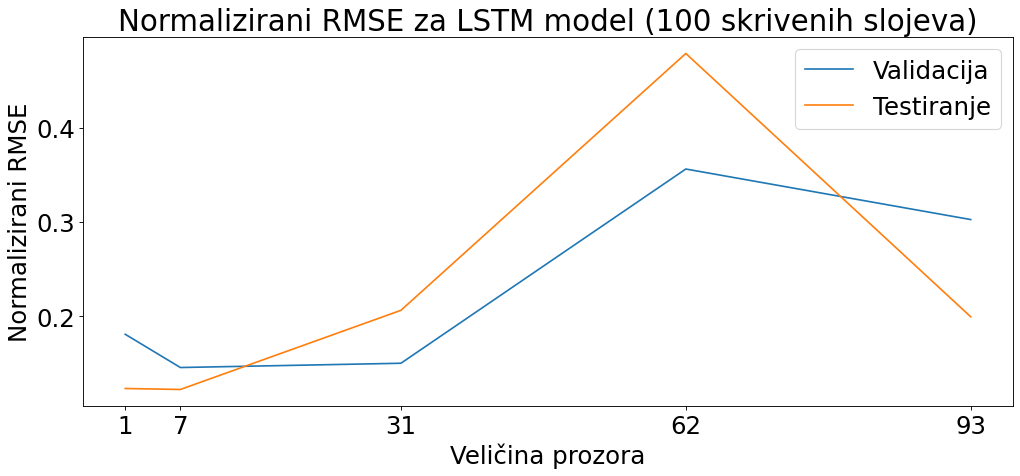 Normalizirani RMSE za LSTM model (100 skrivenih slojeva)
Validacija
Testiranje
Normalizirani RMSE
0.4
0.3
0.2
1 7 31 62 93
Veličina prozora